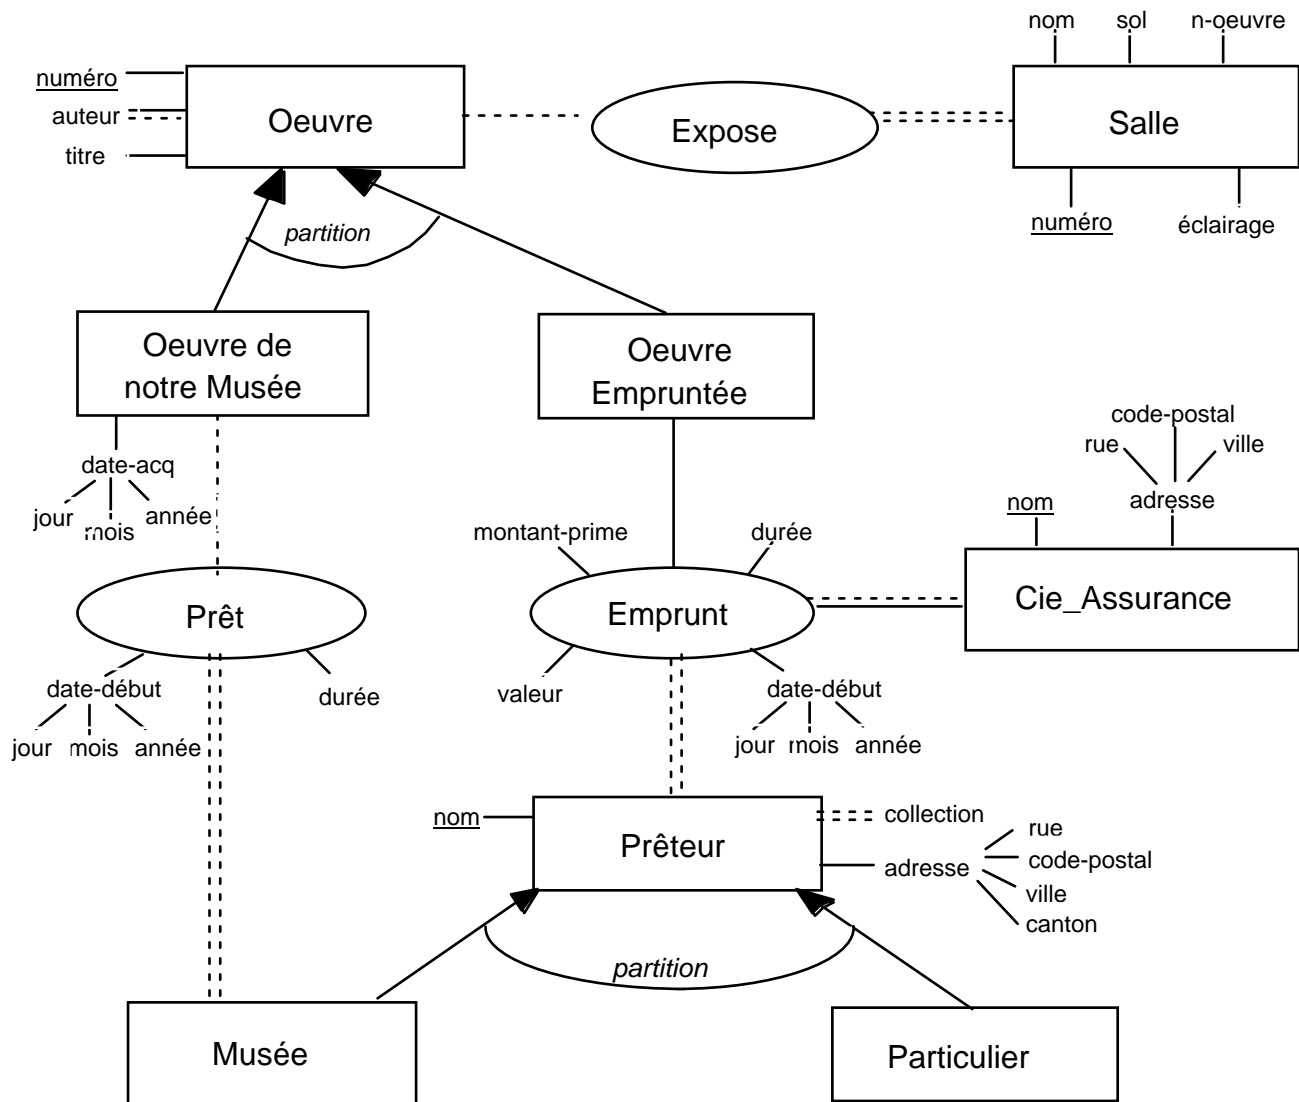 nom sol n-oeuvre
numéro
auteur
titre
Oeuvre
Expose
Salle
numéro
éclairage
partition
Oeuvre de
notre Musée
Oeuvre
Empruntée
date-acq
jour mois année
code-postal
rue ville
adresse
nom
montant-prime
durée
Prêt
Emprunt
Cie_Assurance
date-début
durée
jour mois année
valeur
date-début
jour mois année
nom
Prêteur
collection
adresse
rue
code-postal
ville
canton
partition
Musée
Particulier